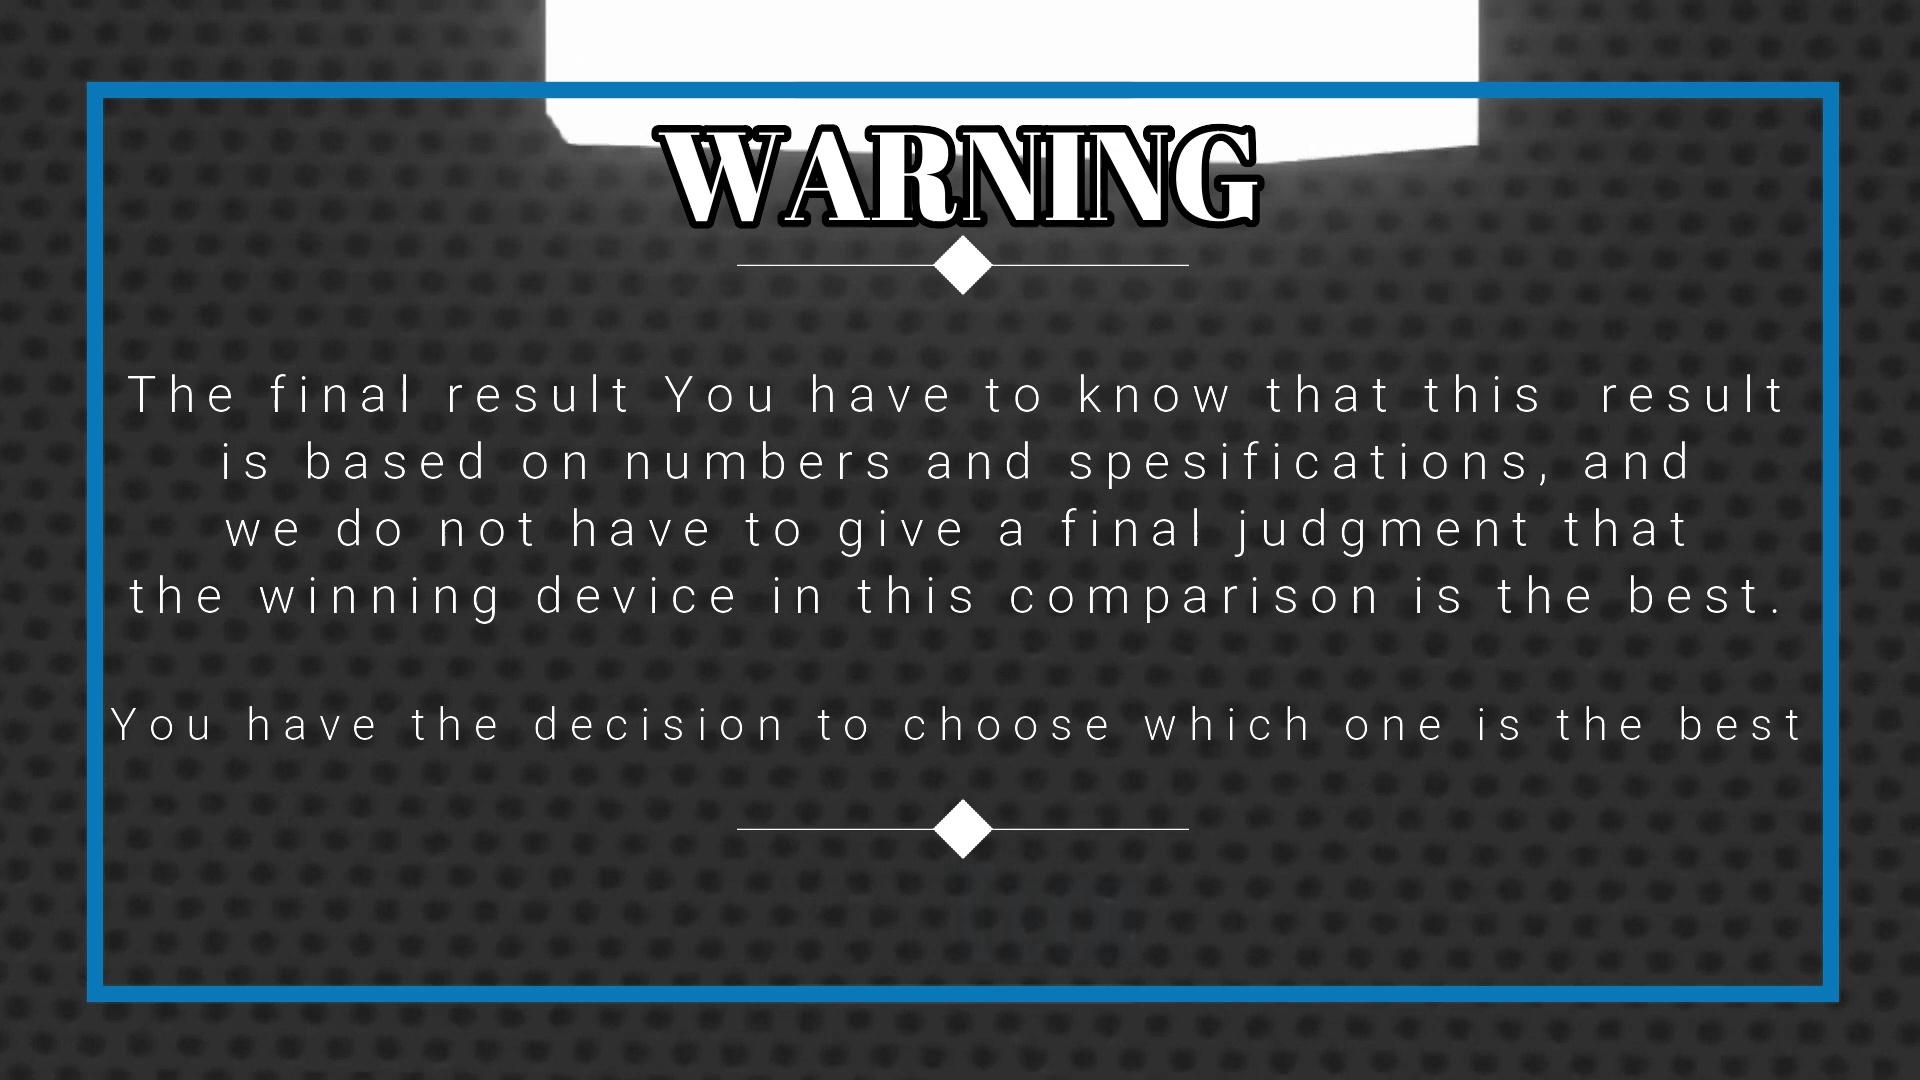 WARNING
The final result You have to know that this  result
is based on numbers and spesifications, and
we do not have to give a final judgment that
the winning device in this comparison is the best.
You have the decision to choose which one is the best